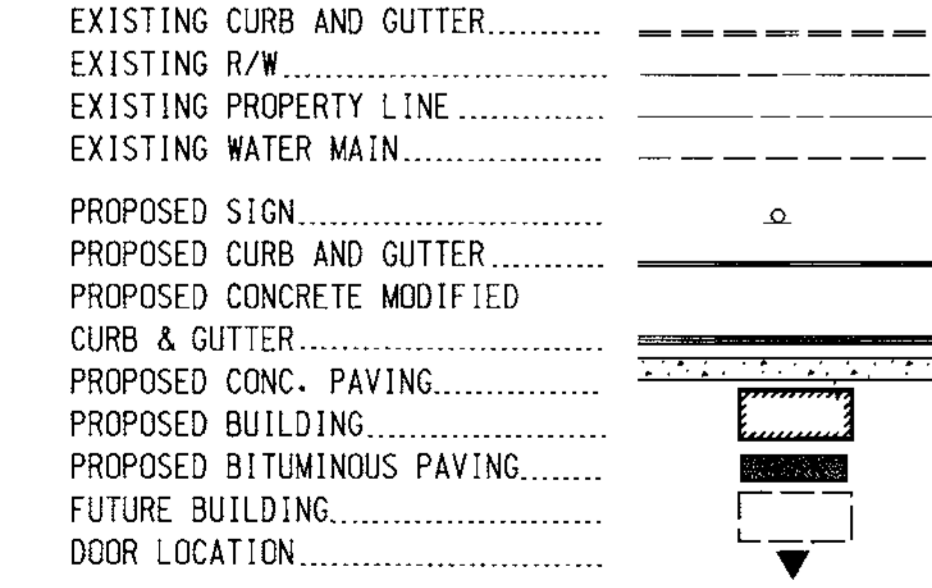 EXISTING CURB AND GUTTER
EXISTING R/W
EXISTING PROPERTY LINE
EXISTING WATER MAIN
PROPOSED SIGN
PROPOSED CURB AND GUTTER
PROPOSED CONCRETE MODIFIED
CURB & GUTTER
PROPOSED CONC. PAVING
PROPOSED BUILDING
PROPOSED BITUMINOUS PAVING
FUTURE BUILDING
DOOR LOCATION